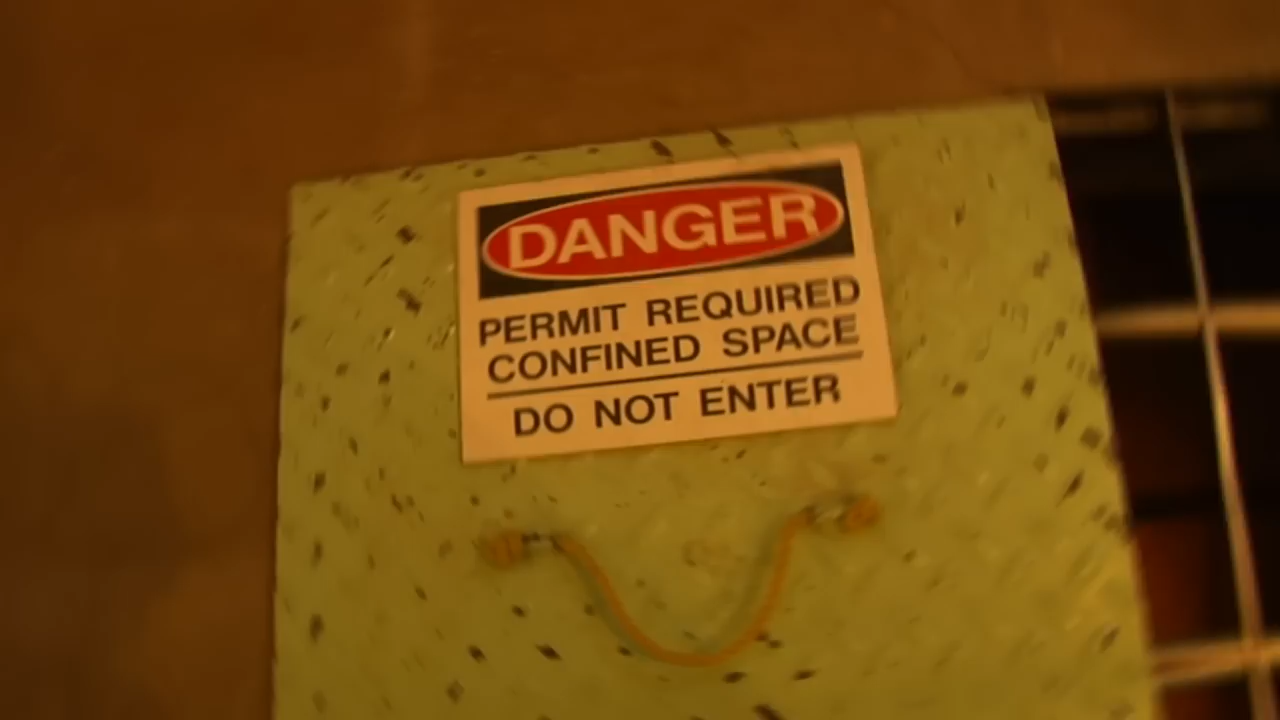 DANGER
PERMIT REQUIRED
CONFINED SPACE
DO NOT ENTER